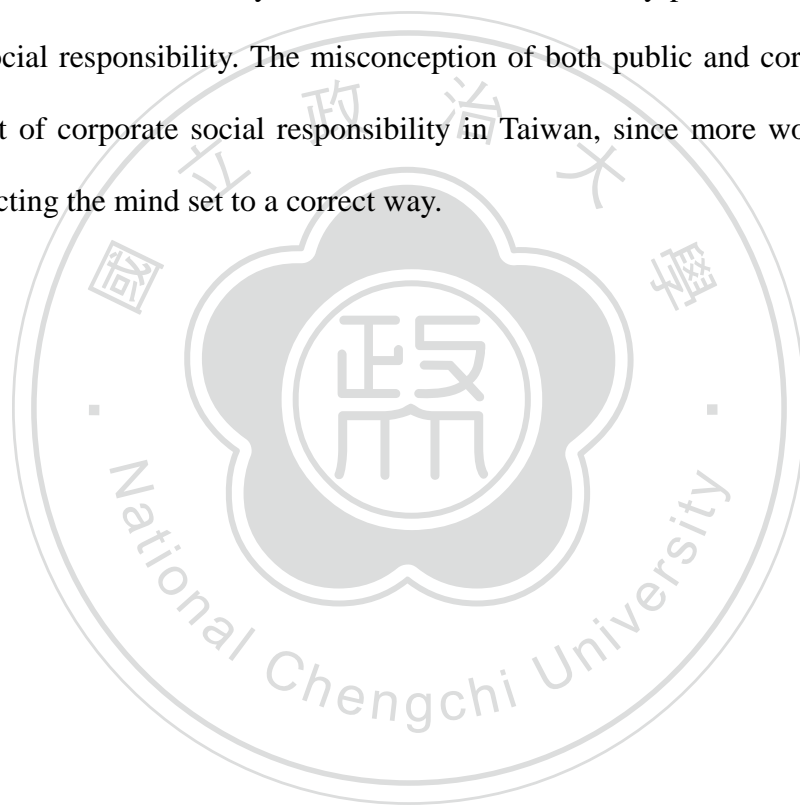 ocial responsibility. The misconception of both public and cor
t of corporate social responsibility in Taiwan, since more wo
cting the mind set to a correct way.
國立政治大學
政
National Chengchi University